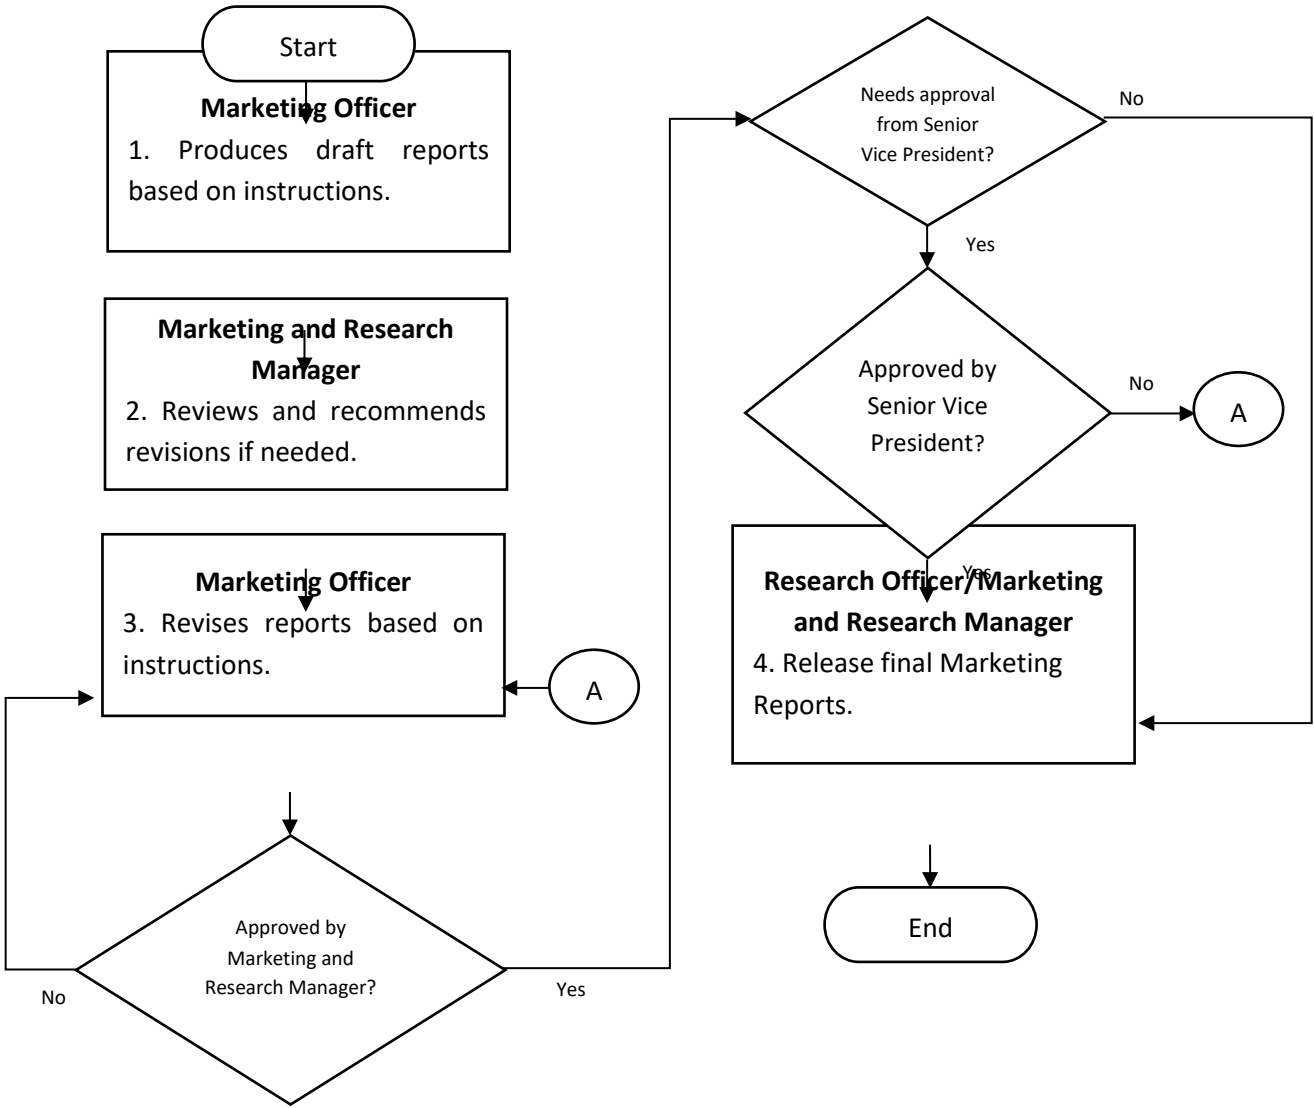 Start
Marketing Officer
1. Produces draft reports
based on instructions.
Marketing and Research
Manager
2. Reviews and recommends
revisions if needed.
Marketing Officer
3. Revises reports based on
instructions.
A
Approved by
Marketing and
Research Manager?
No
Yes
Needs approval
from Senior
Vice President?
No
Yes
Approved by
Senior Vice
President?
No
A
Yes
Research Officer/Marketing
and Research Manager
4. Release final Marketing
Reports.
End